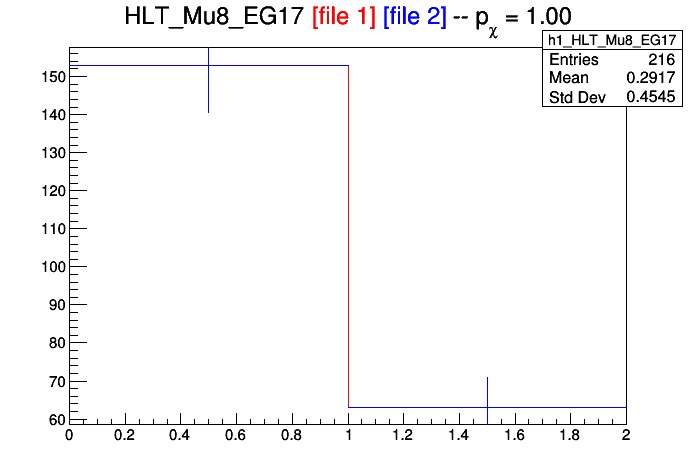 HLT_Mu8_EG17 [file 1] [file 2] -- pχ = 1.00
h1_HLT_Mu8_EG17
Entries 216
Mean 0.2917
Std Dev 0.4545
150
140
130
120
110
100
90
80
70
60
0 0.2 0.4 0.6 0.8 1 1.2 1.4 1.6 1.8 2